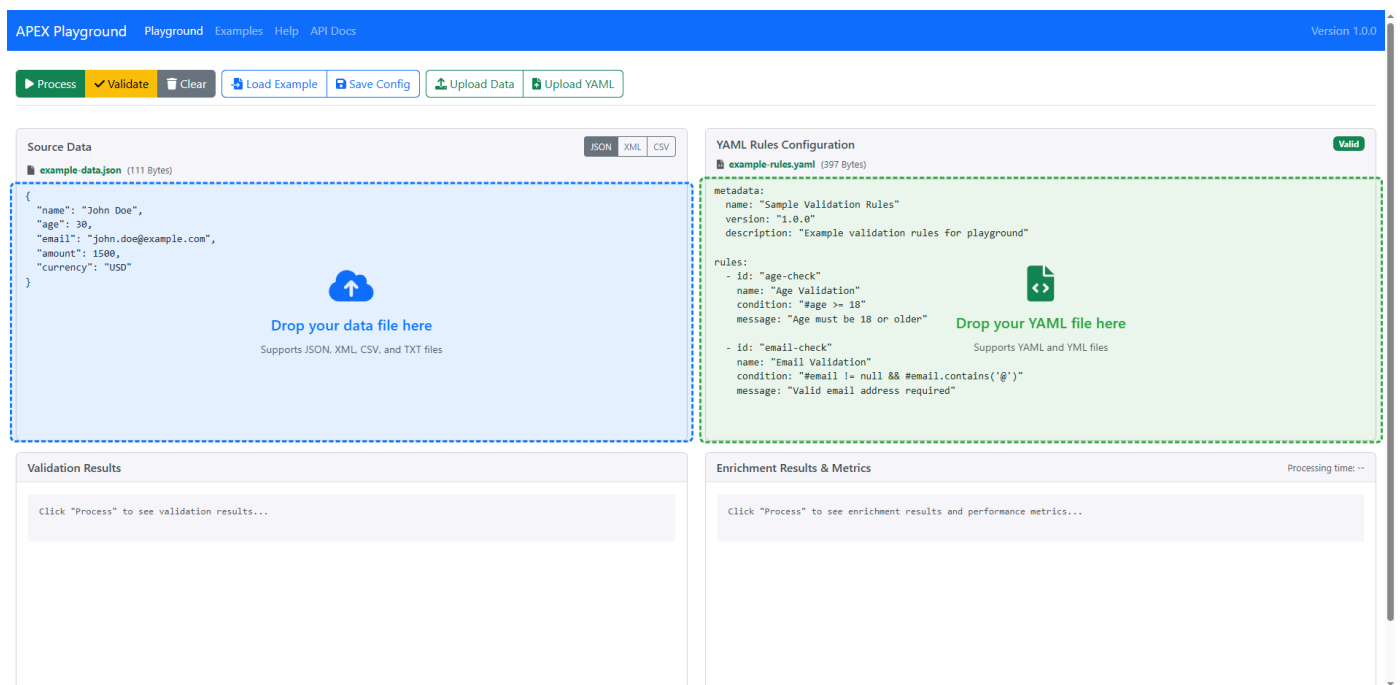 APEX Playground Playground Examples Help API Docs Version 1.0.0
Process Validate Clear Load Example Save Config Upload Data Upload YAML
Source Data JSON XML CSV
example-data.json (111 Bytes)
{
  "name": "John Doe",
  "age": 30,
  "email": "john.doe@example.com",
  "amount": 1500,
  "currency": "USD"
}
Drop your data file here
Supports JSON, XML, CSV, and TXT files
YAML Rules Configuration Valid
example-rules.yaml (397 Bytes)
metadata:
  name: "Sample Validation Rules"
  version: "1.0.0"
  description: "Example validation rules for playground"
rules:
  - id: "age-check"
    name: "Age Validation"
    condition: "#age >= 18"
    message: "Age must be 18 or older"
  - id: "email-check"
    name: "Email Validation"
    condition: "#email != null && #email.contains('@')"
    message: "Valid email address required"
Drop your YAML file here
Supports YAML and YML files
Validation Results
Click "Process" to see validation results...
Enrichment Results & Metrics Processing time: --
Click "Process" to see enrichment results and performance metrics...